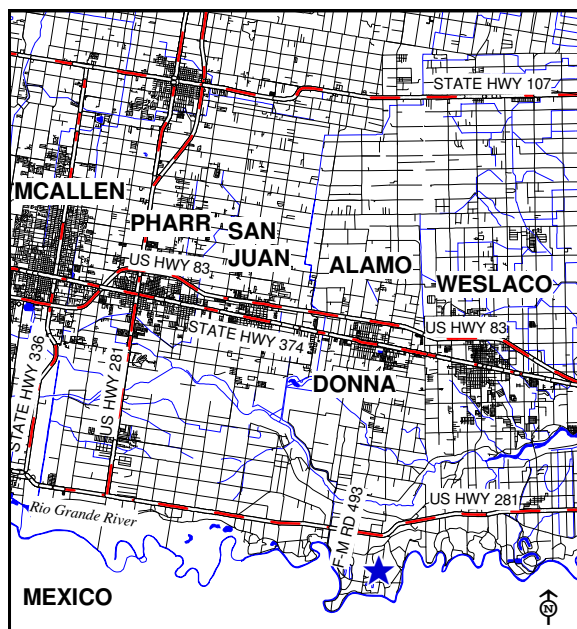 STATE HWY 107
MCALLEN
PHARR
SAN
JUAN
US HWY 83
ALAMO
WESLACO
STATE HWY 374
US HWY 83
DONNA
STATE HWY 336
US HWY 281
F-M RD 493
US HWY 281
Rio Grande River
MEXICO
N